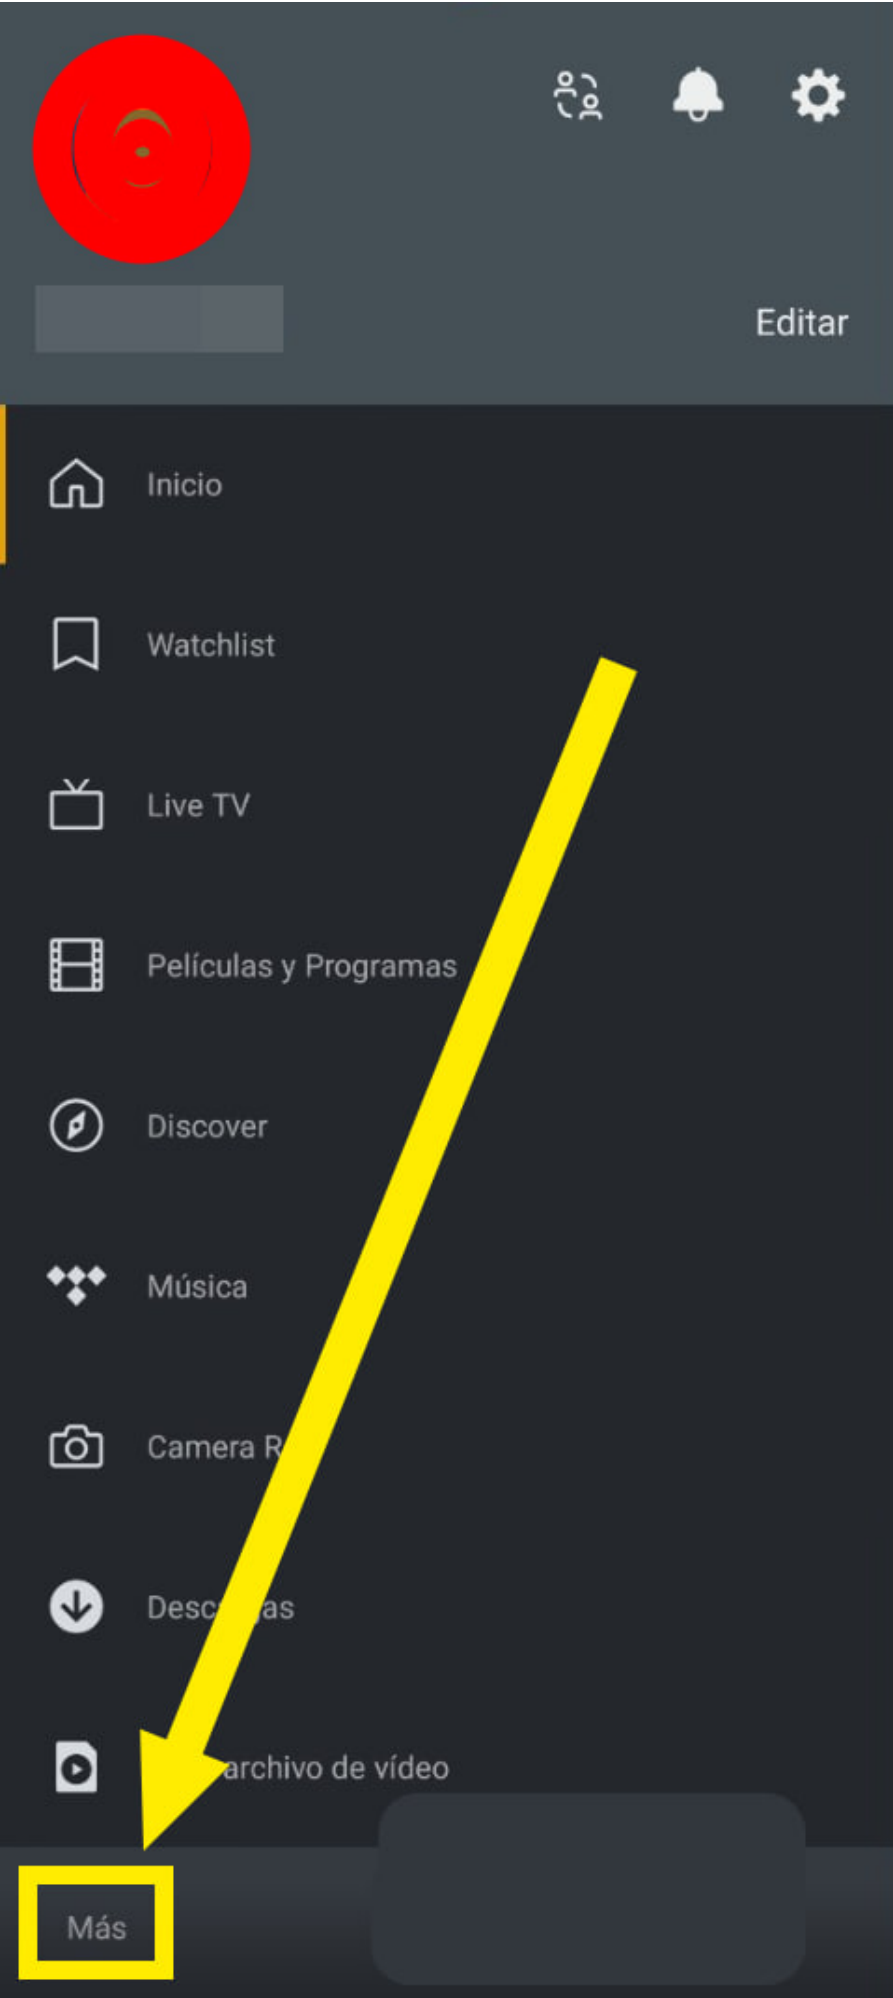 Editar
Inicio
Watchlist
Live TV
Películas y Programas
Discover
Música
Camera
archivo de vídeo
Más